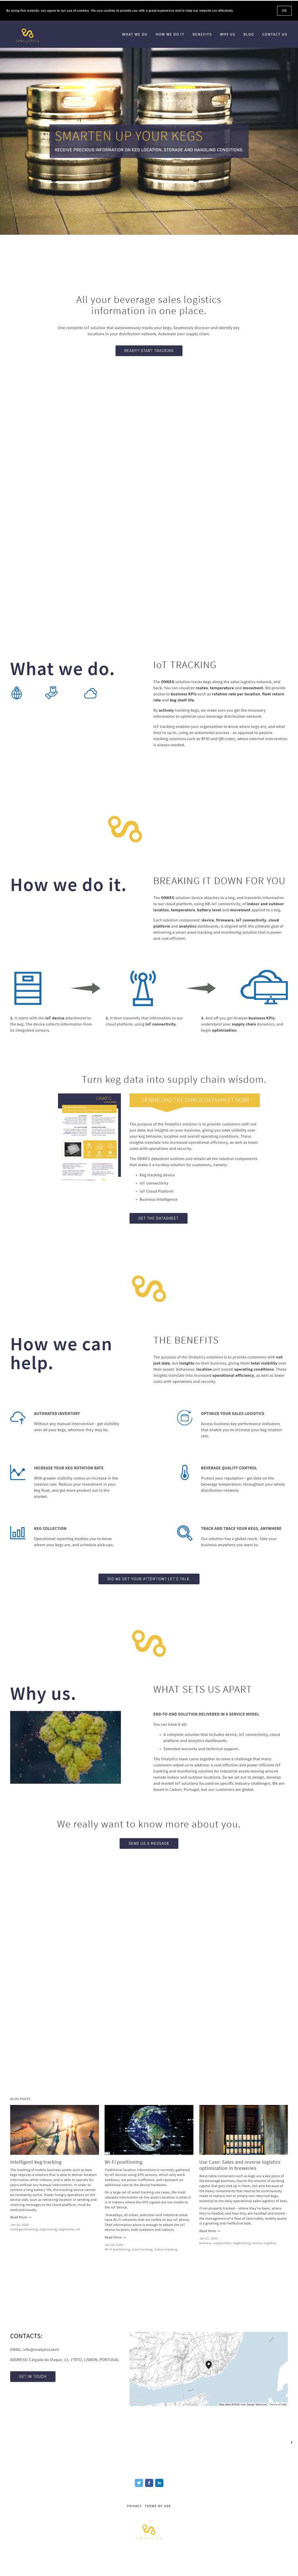 By using this website, you agree to our use of cookies. We use cookies to provide you with a great experience and to help our website run effectively.
OK
WHAT WE DO
HOW WE DO IT
BENEFITS
WHY US
BLOG
CONTACT US
SMARTEN UP YOUR KEGS
RECEIVE PRECIOUS INFORMATION ON KEG LOCATION, STORAGE AND HANDLING CONDITIONS.
All your beverage sales logistics
information in one place.
One complete IoT solution that autonomously tracks your kegs. Seamlessly discover and identify key
locations in your distribution network. Automate your supply chain.
READY? START TRACKING
What we do.
IoT TRACKING
The ONKEG solution tracks kegs along the sales logistic network, and
back. You can visualize routes, temperature and movement. We provide
access to business KPIs such as rotation rate per location, fleet return
rate and keg shelf life.
By actively tracking kegs, we make sure you get the necessary
information to optimize your beverage distribution network.
IoT tracking enables your organization to know where kegs are, and what
they're up to, using an automated process - as opposed to passive
tracking solutions such as RFID and QR codes, where external intervention
is always needed.
How we do it.
BREAKING IT DOWN FOR YOU
The ONKEG solution device attaches to a keg, and transmits information
to our cloud platform, using NB-IoT connectivity, of indoor and outdoor
location, temperature, battery level and movement applied to a keg.
Each solution component: device, firmware, IoT connectivity, cloud
platform and analytics dashboards, is aligned with the ultimate goal of
delivering a smart sized tracking and monitoring solution that is power
and cost efficient.
1. It starts with the IoT device attachment to
the keg. The device collects information from
its integrated sensors.
2. It then transmits that information to our
cloud platform, using IoT connectivity.
3. And off you go! Analyze business KPIs,
understand your supply chain dynamics, and
begin optimization.
Turn keg data into supply chain wisdom.
ONKEG
DOWNLOAD THE ONKEG DATASHEET NOW!
The purpose of the Onalytics solution is to provide customers with not
just data, but insights on your business, giving you total visibility over
your keg behavior, location and overall operating conditions. These
insights translate into increased operational efficiency, as well as lower
costs with operations and security.
The ONKEG datasheet outlines and details all the solution components
that make it a turnkey solution for customers, namely:
• Keg tracking device
• IoT connectivity
• IoT Cloud Platform
• Business Intelligence
GET THE DATASHEET
How we can
help.
THE BENEFITS
The purpose of the Onalytics solutions is to provide customers with not
just data, but insights on their business, giving them total visibility over
their assets' behaviour, location and overall operating conditions. These
insights translate into increased operational efficiency, as well as lower
costs with operations and security.
AUTOMATED INVENTORY
Without any manual intervention - get visibility
over all your kegs, wherever they may be.
OPTIMIZE YOUR SALES LOGISTICS
Access business key performance indicators
that enable you to increase your keg rotation
rate.
INCREASE YOUR KEG ROTATION RATE
With greater visibility comes an increase in the
rotation rate. Reduce your investment in your
keg float, and get more product out in the
market.
BEVERAGE QUALITY CONTROL
Protect your reputation - get data on the
beverage temperature, throughout your whole
distribution network.
KEG COLLECTION
Operational reporting enables you to know
where your kegs are, and schedule pick-ups.
TRACK AND TRACE YOUR KEGS, ANYWHERE
Our solution has a global reach. Take your
business anywhere you want to.
DID WE GET YOUR ATTENTION? LET'S TALK.
Why us.
WHAT SETS US APART
END-TO-END SOLUTION DELIVERED IN A SERVICE MODEL
You can have it all:
• A complete solution that includes device, IoT connectivity, cloud
platform and analytics dashboards.
• Extended warranty and technical support.
The Onalytics team came together to solve a challenge that many
customers asked us to address: a cost-effective and power efficient IoT
tracking and monitoring solution for industrial assets moving around
remote indoor and outdoor locations. So we set out to design, develop
and market IoT solutions focused on specific industry challenges. We are
based in Lisbon, Portugal, but our customers are global.
We really want to know more about you.
SEND US A MESSAGE
BLOG POSTS
Intelligent keg tracking
Wi-Fi positioning
Use Case: Sales and reverse logistics
optimization in breweries
Read More →
Read More →
Read More →
CONTACTS:
EMAIL: info@onalytics.tech
ADDRESS: Calçada do Duque, 13, 1ºDTO, LISBON, PORTUGAL
GET IN TOUCH
PRIVACY TERMS OF USE